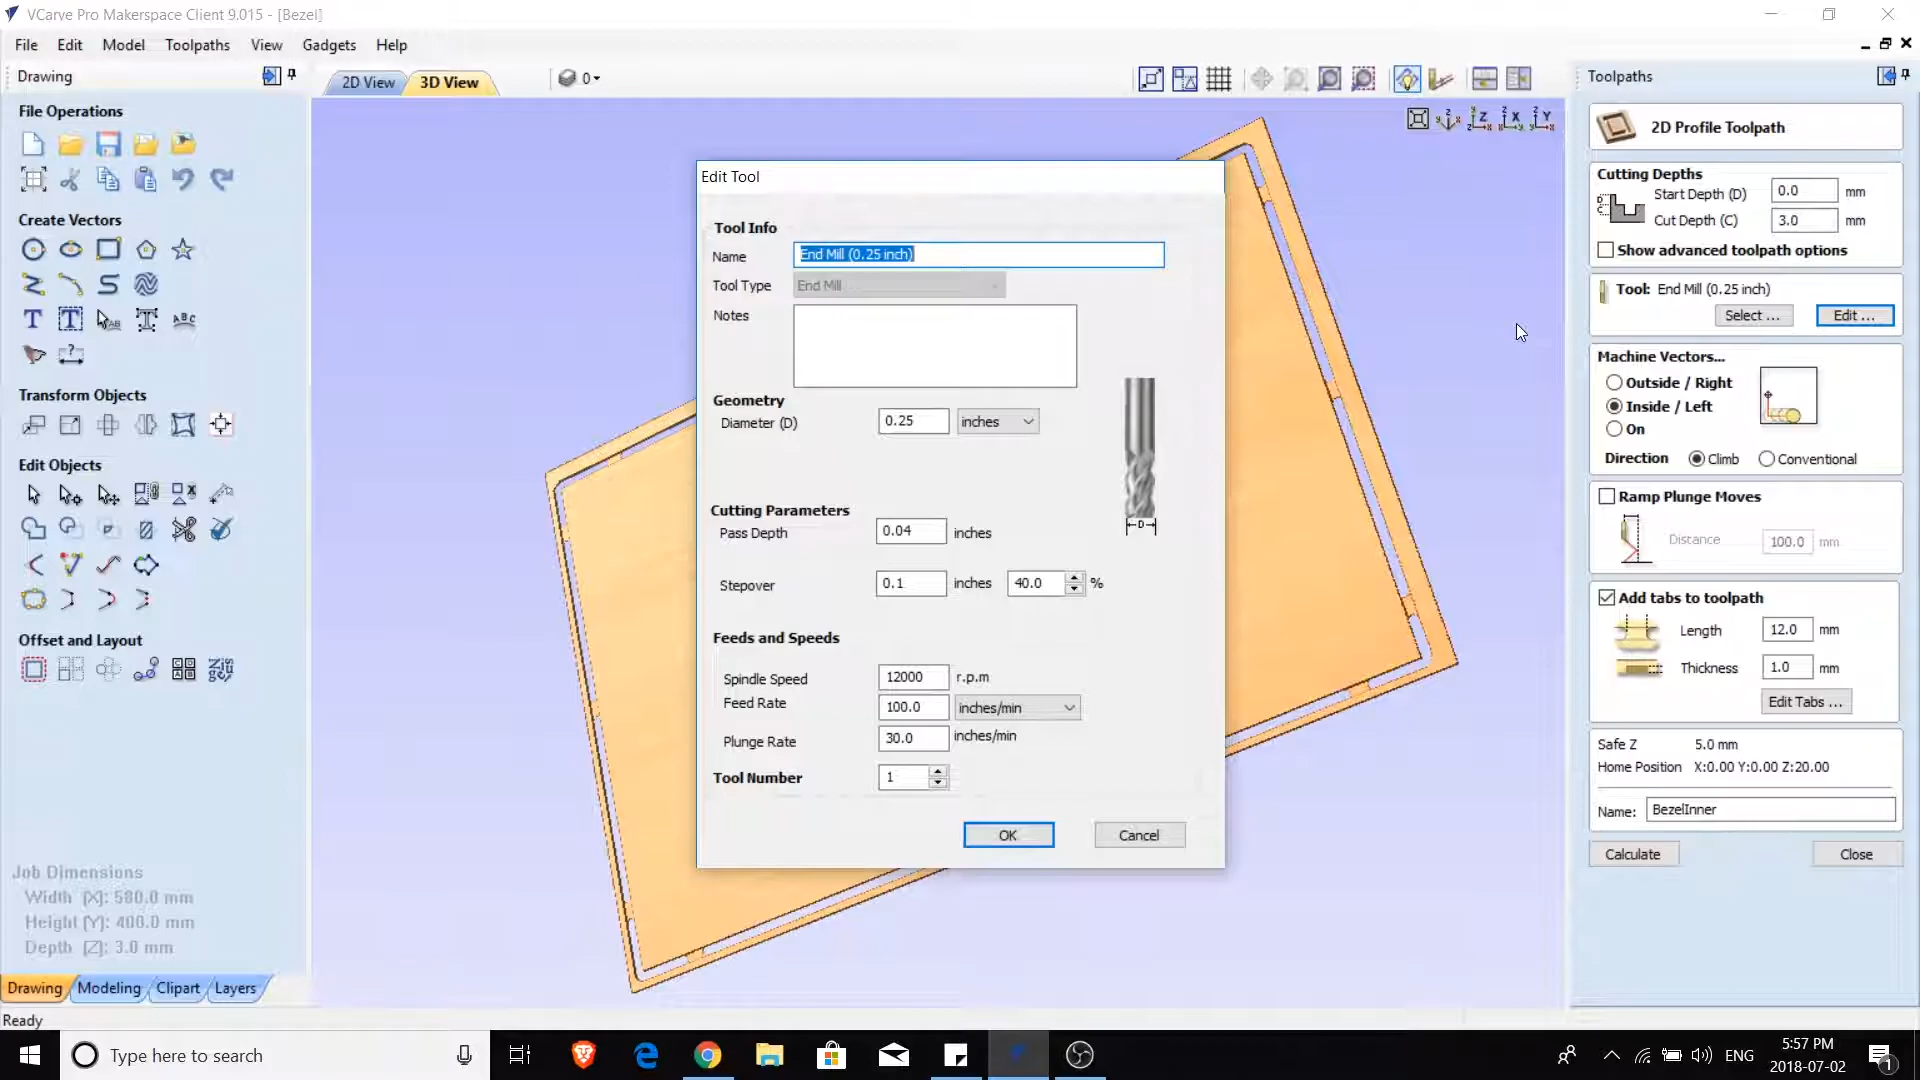 VCarve Pro Makerspace Client 9.015 - [Bezel]
File Edit Model Toolpaths View Gadgets Help
Drawing
2D View
3D View
0
Toolpaths
File Operations
Create Vectors
Transform Objects
Edit Objects
Offset and Layout
Job Dimensions
Width [X]: 580.0 mm
Height [Y]: 400.0 mm
Depth [Z]: 3.0 mm
Drawing Modeling Clipart Layers
Ready
Edit Tool
Tool Info
Name End Mill (0.25 inch)
Tool Type End Mill
Notes
Geometry
Diameter (D) 0.25 inches
D
Cutting Parameters
Pass Depth 0.04 inches
Stepover 0.1 inches 40.0 %
Feeds and Speeds
Spindle Speed 12000 r.p.m
Feed Rate 100.0 inches/min
Plunge Rate 30.0 inches/min
Tool Number 1
OK Cancel
2D Profile Toolpath
Cutting Depths
Start Depth (D) 0.0 mm
Cut Depth (C) 3.0 mm
Show advanced toolpath options
Tool: End Mill (0.25 inch)
Select ... Edit ...
Machine Vectors...
Outside / Right
Inside / Left
On
Direction Climb Conventional
Ramp Plunge Moves
Distance 100.0 mm
Add tabs to toolpath
Length 12.0 mm
Thickness 1.0 mm
Edit Tabs ...
Safe Z 5.0 mm
Home Position X:0.00 Y:0.00 Z:20.00
Name: BezelInner
Calculate Close
Type here to search
ENG
5:57 PM
2018-07-02
1